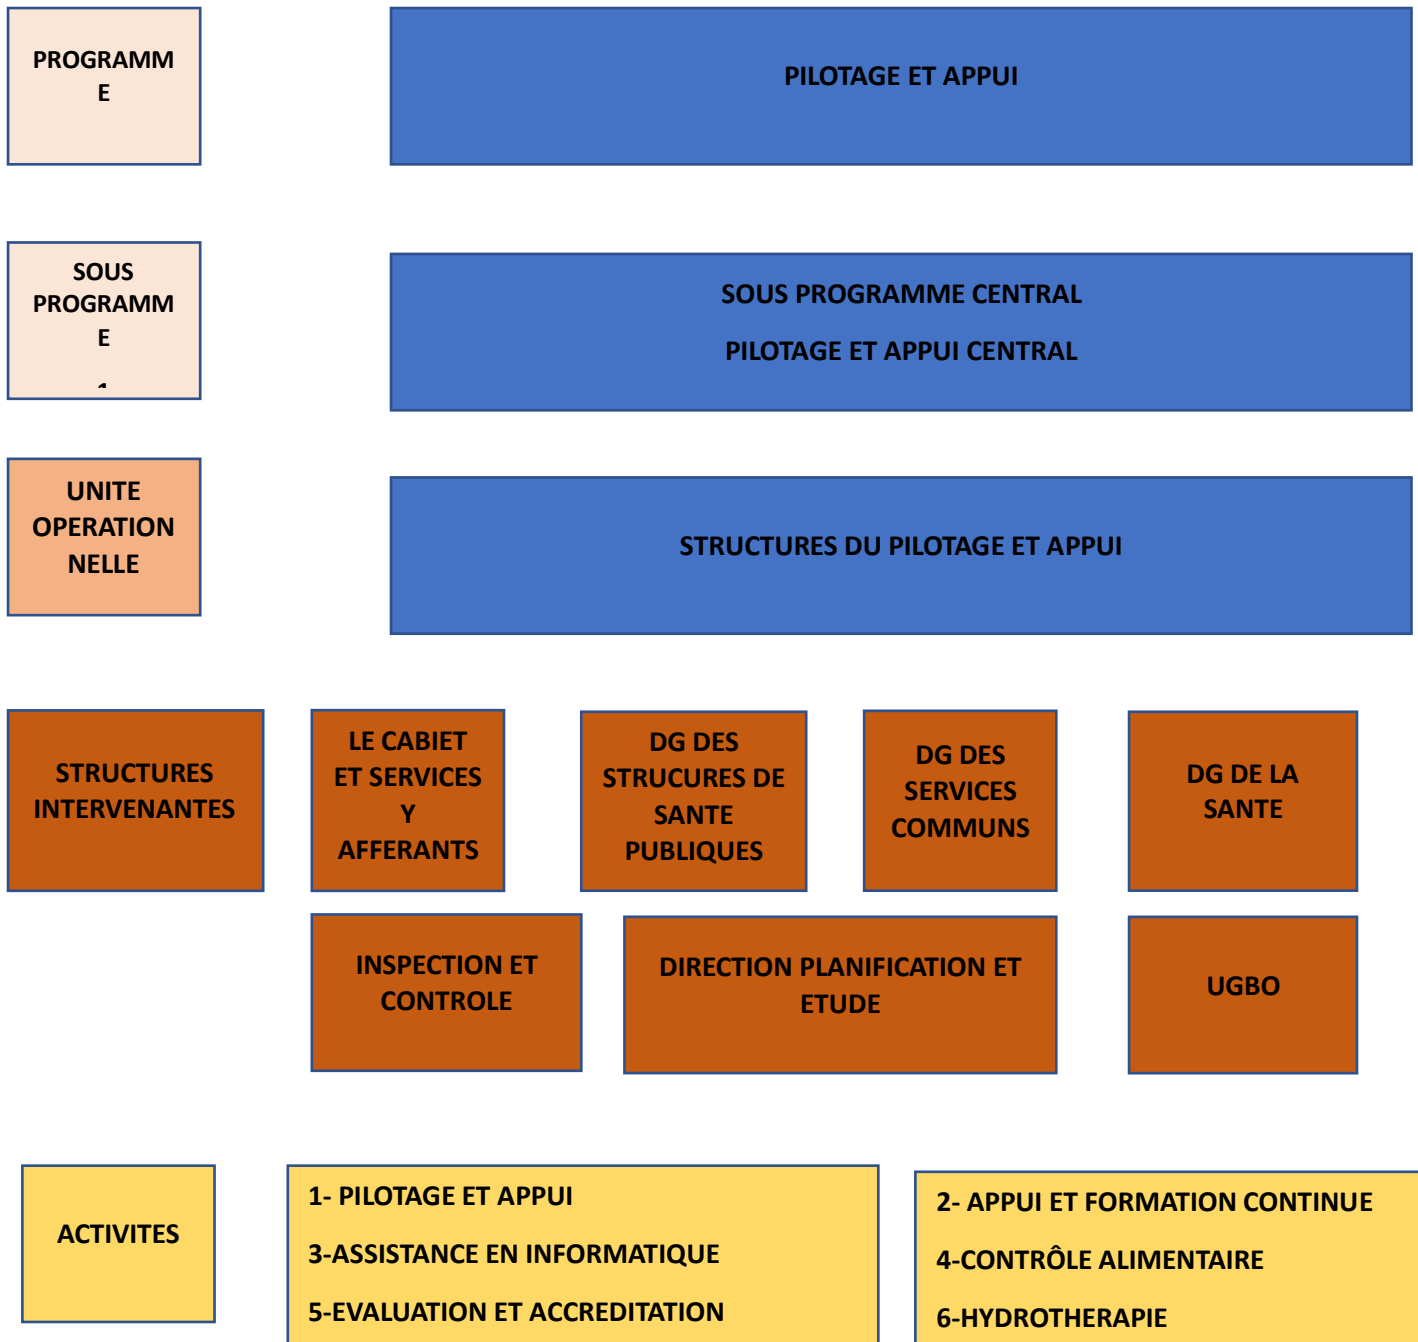 PROGRAMM
E
PILOTAGE ET APPUI
SOUS
PROGRAMM
E
1
SOUS PROGRAMME CENTRAL
PILOTAGE ET APPUI CENTRAL
UNITE
OPERATION
NELLE
STRUCTURES DU PILOTAGE ET APPUI
STRUCTURES
INTERVENANTES
LE CABIET
ET SERVICES
Y
AFFERANTS
DG DES
STRUCURES DE
SANTE
PUBLIQUES
DG DES
SERVICES
COMMUNS
DG DE LA
SANTE
INSPECTION ET
CONTROLE
DIRECTION PLANIFICATION ET
ETUDE
UGBO
ACTIVITES
1- PILOTAGE ET APPUI
3-ASSISTANCE EN INFORMATIQUE
5-EVALUATION ET ACCREDITATION
2- APPUI ET FORMATION CONTINUE
4-CONTRÔLE ALIMENTAIRE
6-HYDROTHERAPIE